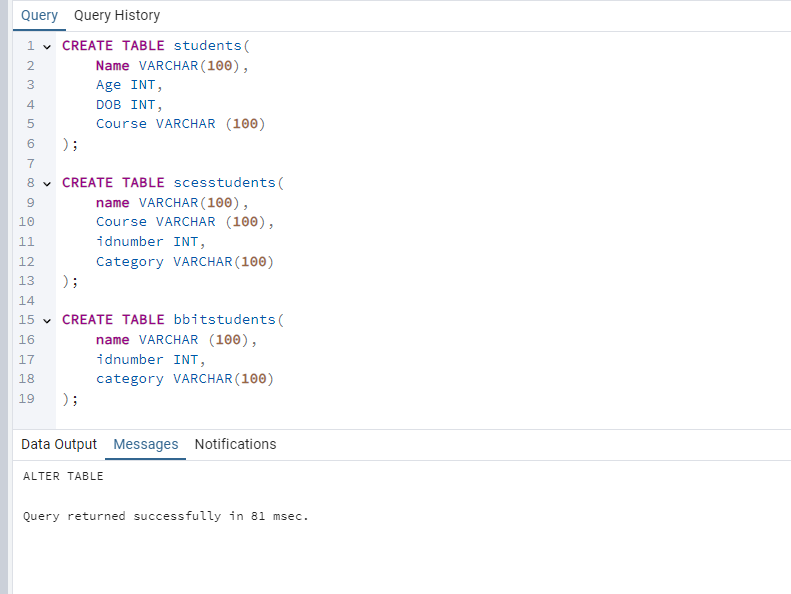 Query Query History
1 CREATE TABLE students(
2 Name VARCHAR(100),
3 Age INT,
4 DOB INT,
5 Course VARCHAR (100)
6 );
7
8 CREATE TABLE scesstudents(
9 name VARCHAR(100),
10 Course VARCHAR (100),
11 idnumber INT,
12 Category VARCHAR(100)
13 );
14
15 CREATE TABLE bbitstudents(
16 name VARCHAR (100),
17 idnumber INT,
18 category VARCHAR(100)
19 );
Data Output Messages Notifications
ALTER TABLE
Query returned successfully in 81 msec.